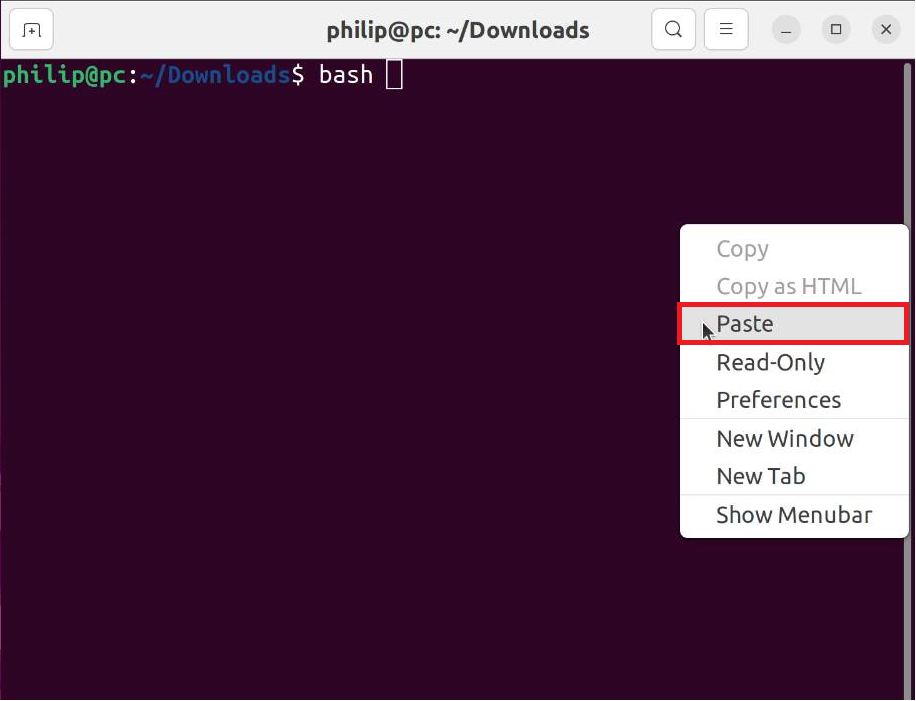 philip@pc: ~/Downloads
philip@pc:~/Downloads$ bash
Copy
Copy as HTML
Paste
Read-Only
Preferences
New Window
New Tab
Show Menubar